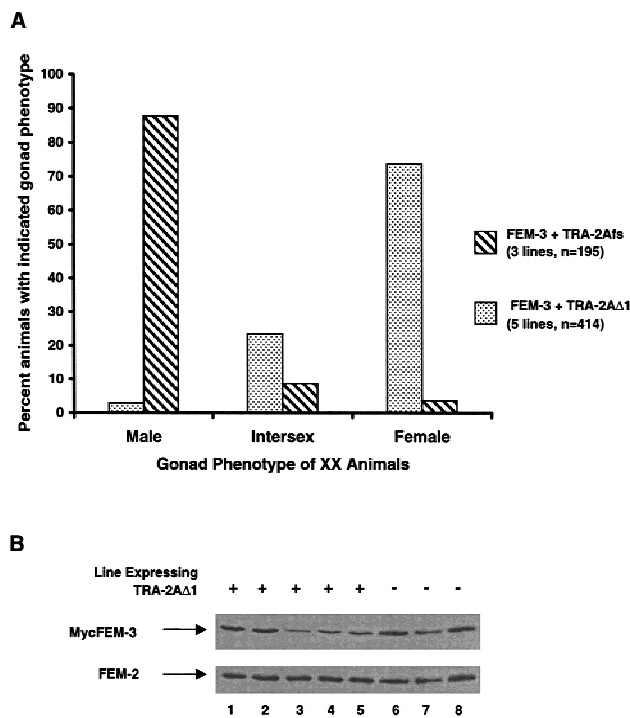 A
Percent animals with indicated gonad phenotype
100
90
80
70
60
50
40
30
20
10
0
Male
Intersex
Female
Gonad Phenotype of XX Animals
FEM-3 + TRA-2Afs
(3 lines, n=195)
FEM-3 + TRA-2AΔ1
(5 lines, n=414)
B
Line Expressing
TRA-2AΔ1 + + + + + - - -
MycFEM-3
FEM-2
1 2 3 4 5 6 7 8